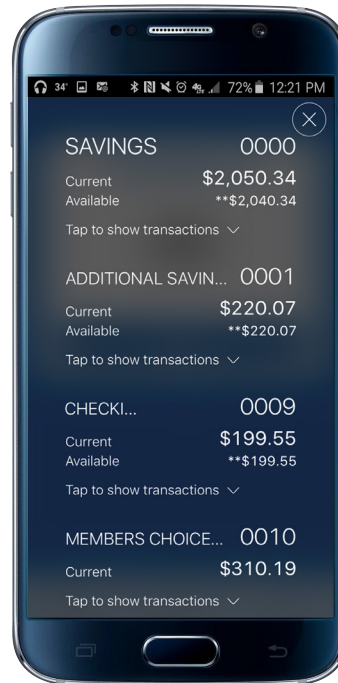 34° 4G LTE 72% 12:21 PM
SAVINGS 0000
Current $2,050.34
Available **$2,040.34
Tap to show transactions
ADDITIONAL SAVIN... 0001
Current $220.07
Available **$220.07
Tap to show transactions
CHECKI... 0009
Current $199.55
Available **$199.55
Tap to show transactions
MEMBERS CHOICE... 0010
Current $310.19
Tap to show transactions